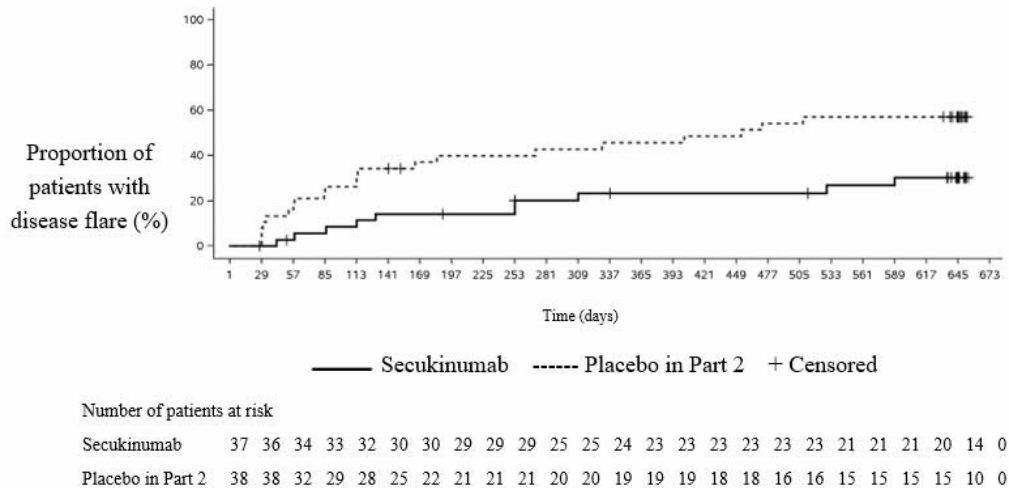 100
80
60
40
20
0
Proportion of
patients with
disease flare (%)
1 29 57 85 113 141 169 197 225 253 281 309 337 365 393 421 449 477 505 533 561 589 617 645 673
Time (days)
Secukinumab Placebo in Part 2 + Censored
Number of patients at risk
Secukinumab 37 36 34 33 32 30 30 29 29 29 25 25 24 23 23 23 23 23 23 21 21 21 20 14 0
Placebo in Part 2 38 38 32 29 28 25 22 21 21 21 20 20 19 19 19 18 18 16 16 15 15 15 15 10 0